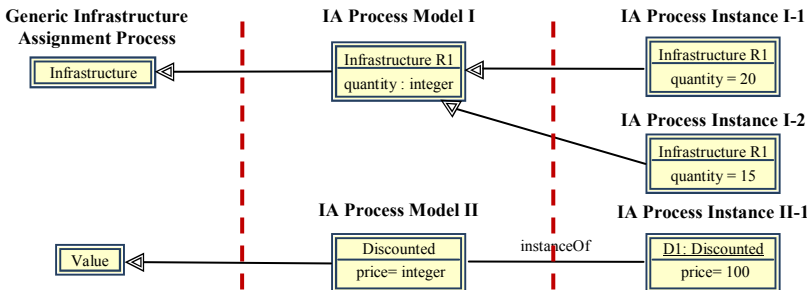 Generic Infrastructure
Assignment Process
IA Process Model I
IA Process Instance I-1
Infrastructure
Infrastructure R1
quantity : integer
Infrastructure R1
quantity = 20
IA Process Instance I-2
Infrastructure R1
quantity = 15
IA Process Model II
IA Process Instance II-1
Value
Discounted
price= integer
instanceOf
D1: Discounted
price= 100